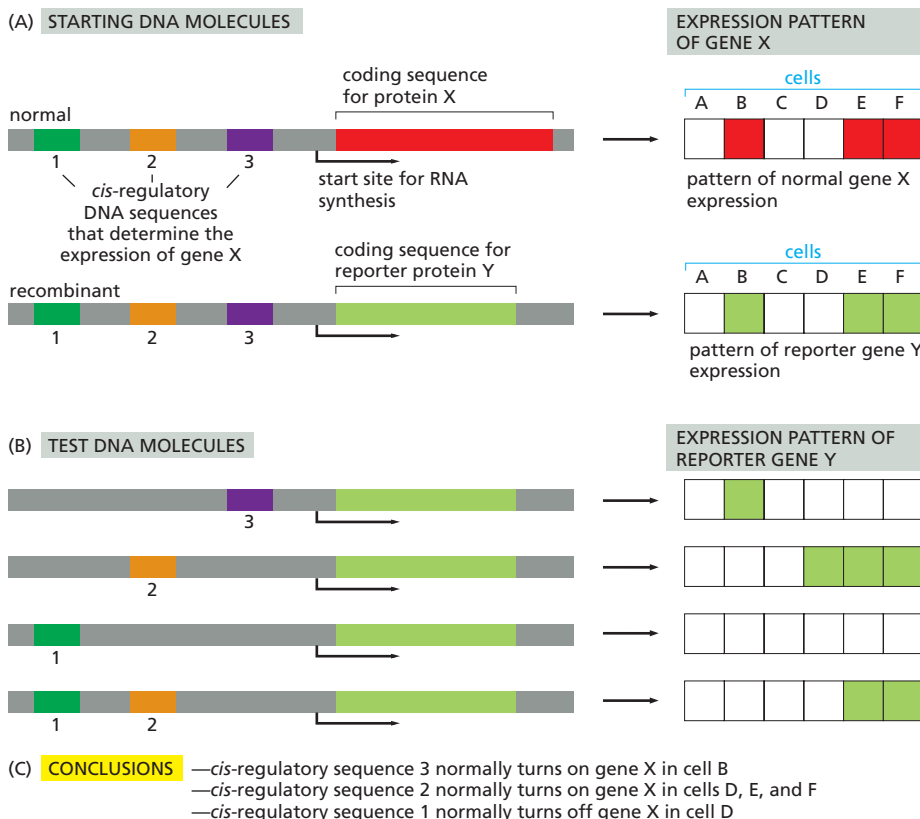 (A) STARTING DNA MOLECULES
EXPRESSION PATTERN
OF GENE X
coding sequence
for protein X
cells
A B C D E F
normal
1 2 3
cis-regulatory
DNA sequences
that determine the
expression of gene X
start site for RNA
synthesis
pattern of normal gene X
expression
coding sequence for
reporter protein Y
cells
A B C D E F
recombinant
1 2 3
pattern of reporter gene Y
expression
(B) TEST DNA MOLECULES
EXPRESSION PATTERN OF
REPORTER GENE Y
3
2
1
1 2
(C) CONCLUSIONS —cis-regulatory sequence 3 normally turns on gene X in cell B
—cis-regulatory sequence 2 normally turns on gene X in cells D, E, and F
—cis-regulatory sequence 1 normally turns off gene X in cell D